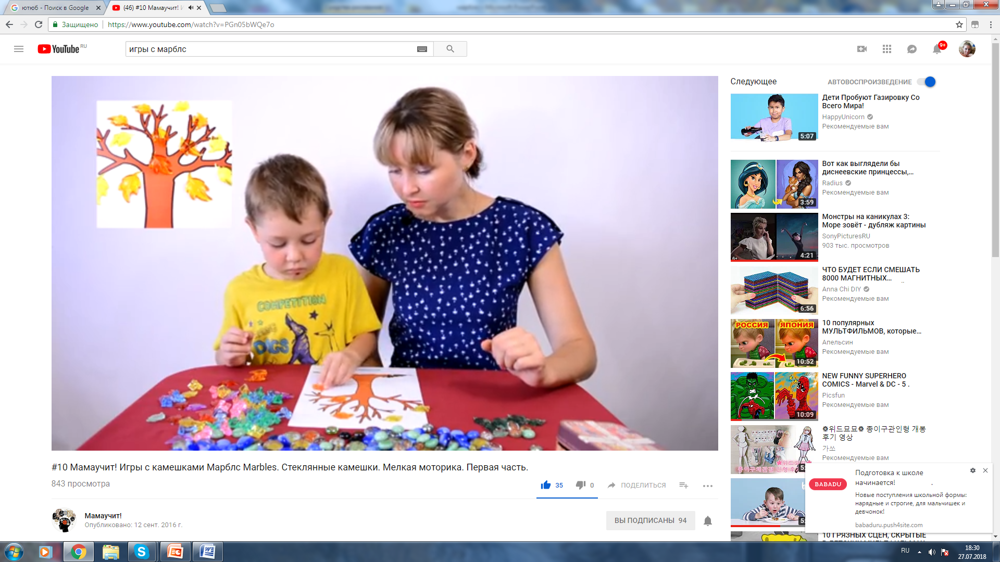 ютюб - Поиск в Google
(46) #10 Мамаучит! И
Защищено
https://www.youtube.com/watch?v=PGn05bWQe7o
YouTube RU
игры с марблс
9+
COMPETITION
DIGS
#10 Мамаучит! Игры с камешками Марблс Marbles. Стеклянные камешки. Мелкая моторика. Первая часть.
843 просмотра
35
0
ПОДЕЛИТЬСЯ
Мамаучит!
Опубликовано: 12 сент. 2016 г.
ВЫ ПОДПИСАНЫ 94
Следующее
АВТОВОСПРОИЗВЕДЕНИЕ
Дети Пробуют Газировку Со
Всего Мира!
HappyUnicorn
Рекомендуемые вам
5:07
Вот как выглядели бы
диснеевские принцессы,...
Radius
Рекомендуемые вам
3:59
Монстры на каникулах 3:
Море зовёт - дубляж картины
SonyPicturesRU
903 тыс. просмотров
6+
4:21
ЧТО БУДЕТ ЕСЛИ СМЕШАТЬ
8000 МАГНИТНЫХ...
Anna Chi DIY
Рекомендуемые вам
6:56
РОССИЯ
ЯПОНИЯ
10 популярных
МУЛЬТФИЛЬМОВ, которые...
Апельсин
Рекомендуемые вам
10:52
NEW FUNNY SUPERHERO
COMICS - Marvel & DC - 5 .
Picsfun
Рекомендуемые вам
10:09
❁위드묘묘❁ 종이구관인형 개봉
후기 영상
가쓰
Рекомендуемые вам
BABADU
Подготовка к школе
начинается!
Новые поступления школьной формы:
нарядные и строгие, для мальчишек и
девчонок!
babaduru.push4site.com
10 ГРЯЗНЫХ СЦЕН, СКРЫТЫЕ
RU
18:30
27.07.2018